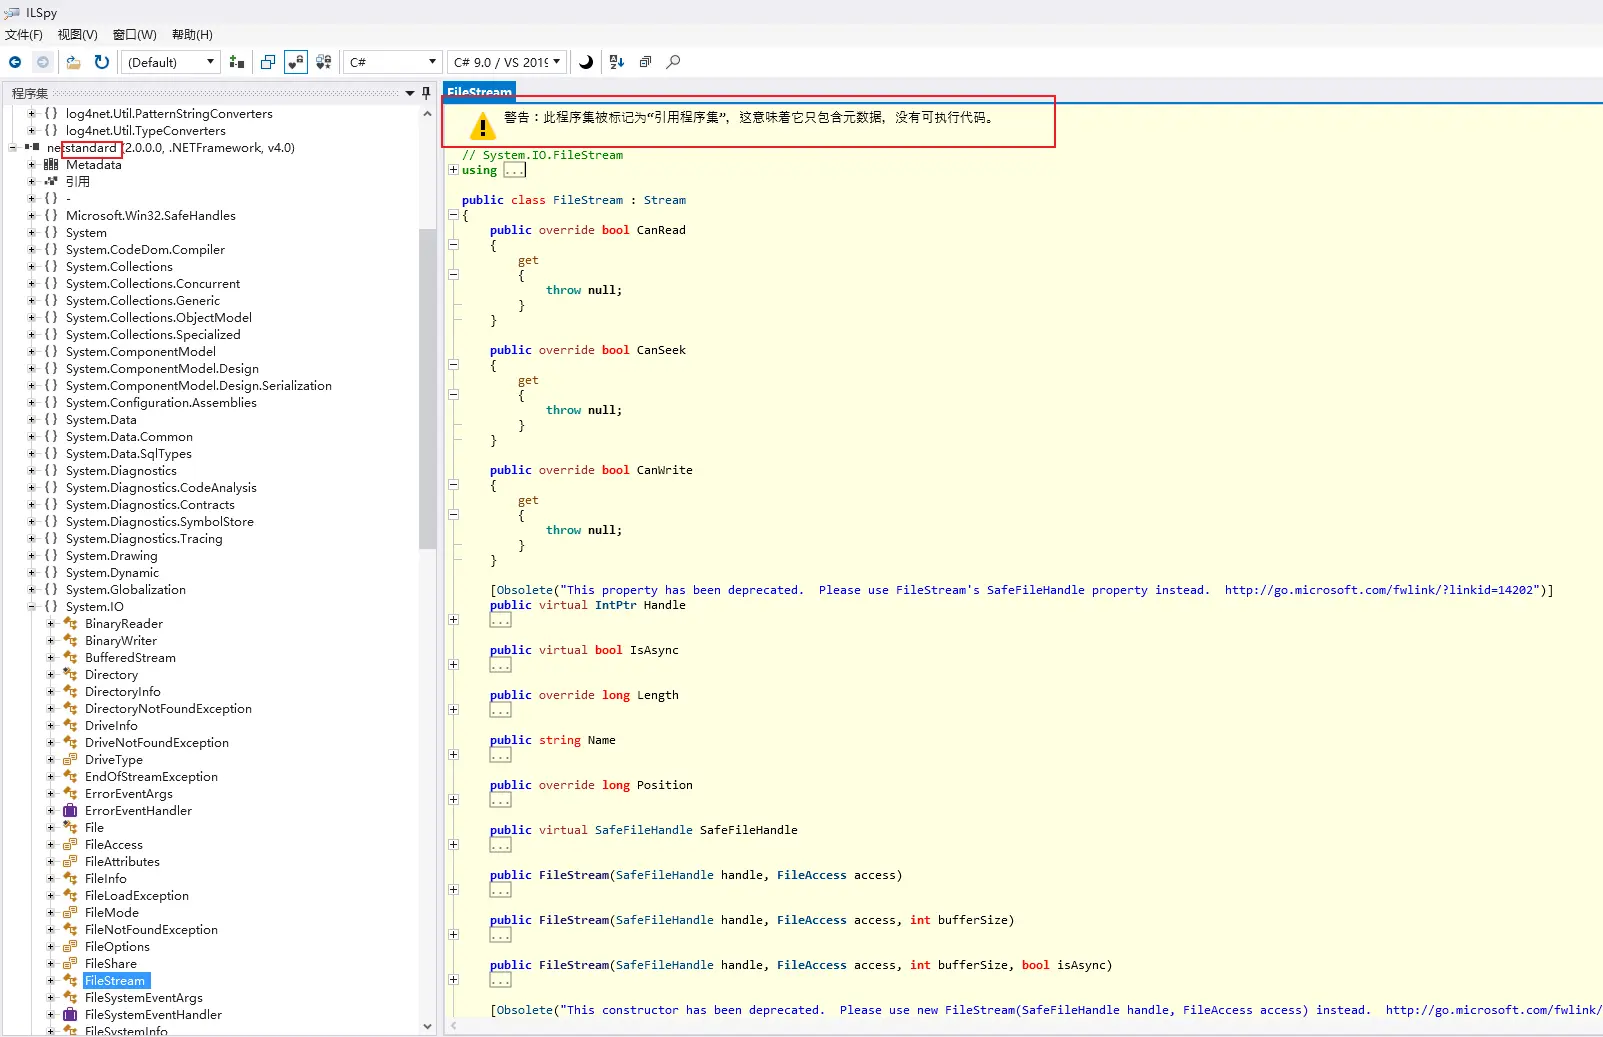 ILSpy
文件(F) 视图(V) 窗口(W) 帮助(H)
(Default) C# C# 9.0 / VS 2019
程序集
log4net.Util.PatternStringConverters
log4net.Util.TypeConverters
netstandard (2.0.0.0, .NETFramework, v4.0)
Metadata
引用
-
Microsoft.Win32.SafeHandles
System
System.CodeDom.Compiler
System.Collections
System.Collections.Concurrent
System.Collections.Generic
System.Collections.ObjectModel
System.Collections.Specialized
System.ComponentModel
System.ComponentModel.Design
System.ComponentModel.Design.Serialization
System.Configuration.Assemblies
System.Data
System.Data.Common
System.Data.SqlTypes
System.Diagnostics
System.Diagnostics.CodeAnalysis
System.Diagnostics.Contracts
System.Diagnostics.SymbolStore
System.Diagnostics.Tracing
System.Drawing
System.Dynamic
System.Globalization
System.IO
BinaryReader
BinaryWriter
BufferedStream
Directory
DirectoryInfo
DirectoryNotFoundException
DriveInfo
DriveNotFoundException
DriveType
EndOfStreamException
ErrorEventArgs
ErrorEventHandler
File
FileAccess
FileAttributes
FileInfo
FileLoadException
FileMode
FileNotFoundException
FileOptions
FileShare
FileStream
FileSystemEventArgs
FileSystemEventHandler
FileSystemInfo
FileStream
警告：此程序集被标记为“引用程序集”，这意味着它只包含元数据，没有可执行代码。
// System.IO.FileStream
using ...
public class FileStream : Stream
{
public override bool CanRead
{
get
{
throw null;
}
}
public override bool CanSeek
{
get
{
throw null;
}
}
public override bool CanWrite
{
get
{
throw null;
}
}
[Obsolete("This property has been deprecated.  Please use FileStream's SafeFileHandle property instead.  http://go.microsoft.com/fwlink/?linkid=14202")]
public virtual IntPtr Handle
...
public virtual bool IsAsync
...
public override long Length
...
public string Name
...
public override long Position
...
public virtual SafeFileHandle SafeFileHandle
...
public FileStream(SafeFileHandle handle, FileAccess access)
...
public FileStream(SafeFileHandle handle, FileAccess access, int bufferSize)
...
public FileStream(SafeFileHandle handle, FileAccess access, int bufferSize, bool isAsync)
...
[Obsolete("This constructor has been deprecated.  Please use new FileStream(SafeFileHandle handle, FileAccess access) instead.  http://go.microsoft.com/fwlink/